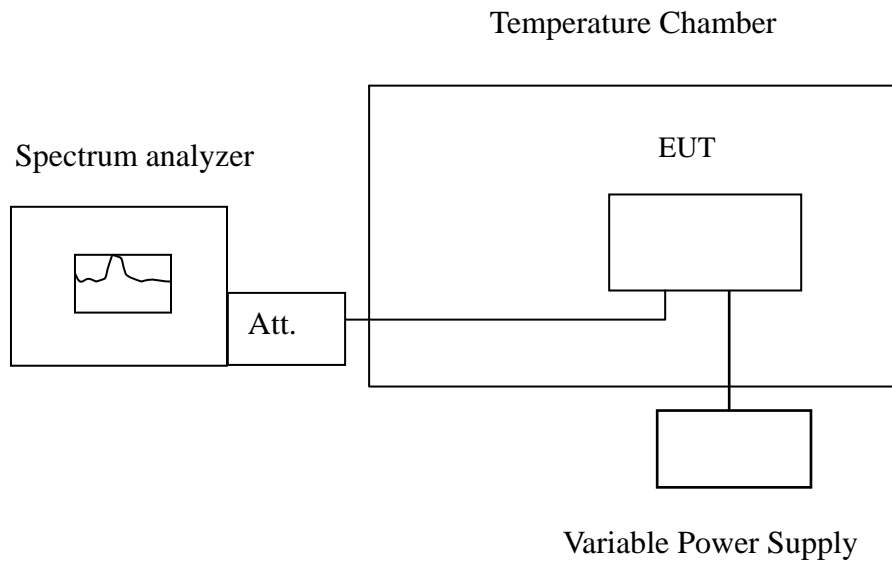 Temperature Chamber
Spectrum analyzer
EUT
Att.
Variable Power Supply